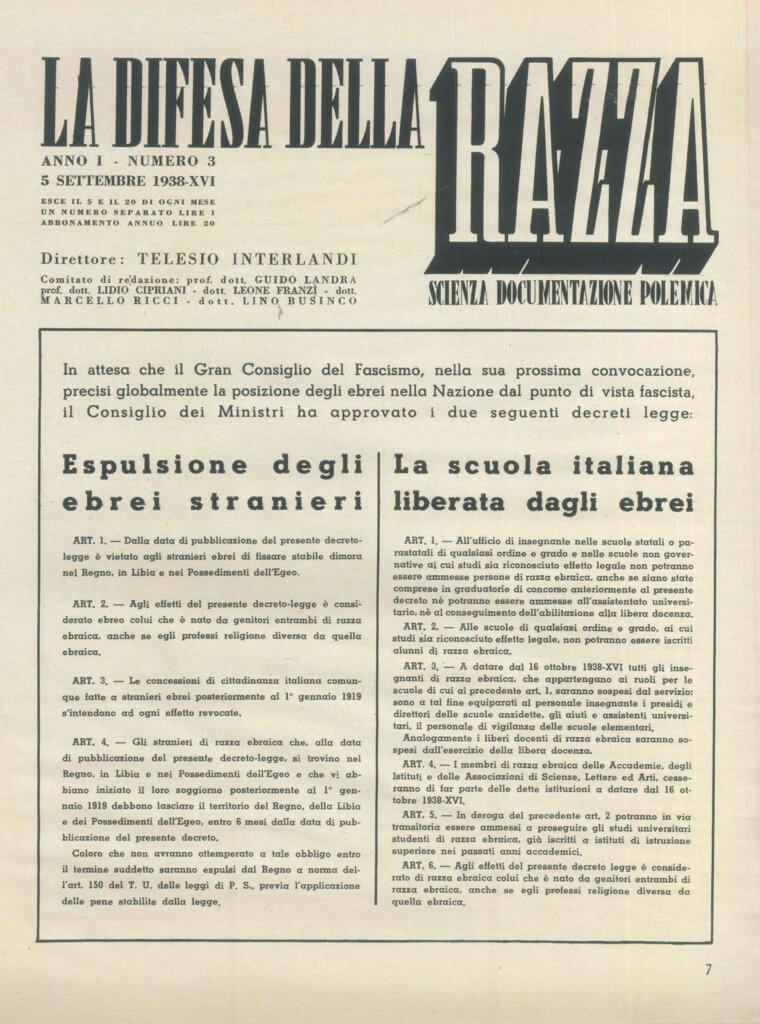 LA DIFESA DELLA RAZZA
ANNO I - NUMERO 3
5 SETTEMBRE 1938-XVI
ESCE IL 5 E IL 20 DI OGNI MESE
UN NUMERO SEPARATO LIRE 1
ABBONAMENTO ANNUO LIRE 20
Direttore: TELESIO INTERLANDI
Comitato di redazione: prof. dott. GUIDO LANDRA
prof. dott. LIDIO CIPRIANI - dott. LEONE FRANZÌ - dott.
MARCELLO RICCI - dott. LINO BUSINCO
SCIENZA DOCUMENTAZIONE POLEMICA
In attesa che il Gran Consiglio del Fascismo, nella sua prossima convocazione,
precisi globalmente la posizione degli ebrei nella Nazione dal punto di vista fascista,
il Consiglio dei Ministri ha approvato i due seguenti decreti legge:
Espulsione degli
ebrei stranieri
ART. 1. — Dalla data di pubblicazione del presente decreto-
legge è vietato agli stranieri ebrei di fissare stabile dimora
nel Regno, in Libia e nei Possedimenti dell'Egeo.
ART. 2. — Agli effetti del presente decreto-legge è consi-
derato ebreo colui che è nato da genitori entrambi di razza
ebraica, anche se egli professi religione diversa da quella
ebraica.
ART. 3. — Le concessioni di cittadinanza italiana comun-
que fatte a stranieri ebrei posteriormente al 1° gennaio 1919
s'intendono ad ogni effetto revocate.
ART. 4. — Gli stranieri di razza ebraica che, alla data
di pubblicazione del presente decreto-legge, si trovino nel
Regno, in Libia e nei Possedimenti dell'Egeo e che vi ab-
biano iniziato il loro soggiorno posteriormente al 1° gen-
naio 1919 debbono lasciare il territorio del Regno, della Libia
e dei Possedimenti dell'Egeo, entro 6 mesi dalla data di pub-
blicazione del presente decreto.
Coloro che non avranno ottemperato a tale obbligo entro
il termine suddetto saranno espulsi dal Regno a norma del-
l'art. 150 del T. U. delle leggi di P. S., previa l'applicazione
delle pene stabilite dalla legge.
La scuola italiana
liberata dagli ebrei
ART. 1. — All'ufficio di insegnante nelle scuole statali o pa-
rastatali di qualsiasi ordine e grado e nelle scuole non gover-
native ai cui studi sia riconosciuto effetto legale non potranno
essere ammesse persone di razza ebraica, anche se siano state
comprese in graduatorie di concorso anteriormente al presente
decreto nè potranno essere ammesse all'assistentato universi-
tario, nè al conseguimento dell'abilitazione alla libera docenza.
ART. 2. — Alle scuole di qualsiasi ordine e grado, ai cui
studi sia riconosciuto effetto legale, non potranno essere iscritti
alunni di razza ebraica.
ART. 3. — A datare dal 16 ottobre 1938-XVI tutti gli inse-
gnanti di razza ebraica, che appartengano ai ruoli per le
scuole di cui al precedente art. 1, saranno sospesi dal servizio:
sono a tal fine equiparati al personale insegnante i presidi e
direttori delle scuole anzidette, gli aiuti e assistenti universi-
tari, il personale di vigilanza delle scuole elementari.
Analogamente i liberi docenti di razza ebraica saranno so-
spesi dall'esercizio della libera docenza.
ART. 4. — I membri di razza ebraica delle Accademie, degli
Istituti e delle Associazioni di Scienze, Lettere ed Arti, cesse-
ranno di far parte delle dette istituzioni a datare dal 16 ot-
tobre 1938-XVI.
ART. 5. — In deroga del precedente art. 2 potranno in via
transitoria essere ammessi a proseguire gli studi universitari
studenti di razza ebraica, già iscritti a istituti di istruzione
superiore nei passati anni accademici.
ART. 6. — Agli effetti del presente decreto legge è conside-
rato di razza ebraica colui che è nato da genitori entrambi di
razza ebraica, anche se egli professi religione diversa da
quella ebraica.
7